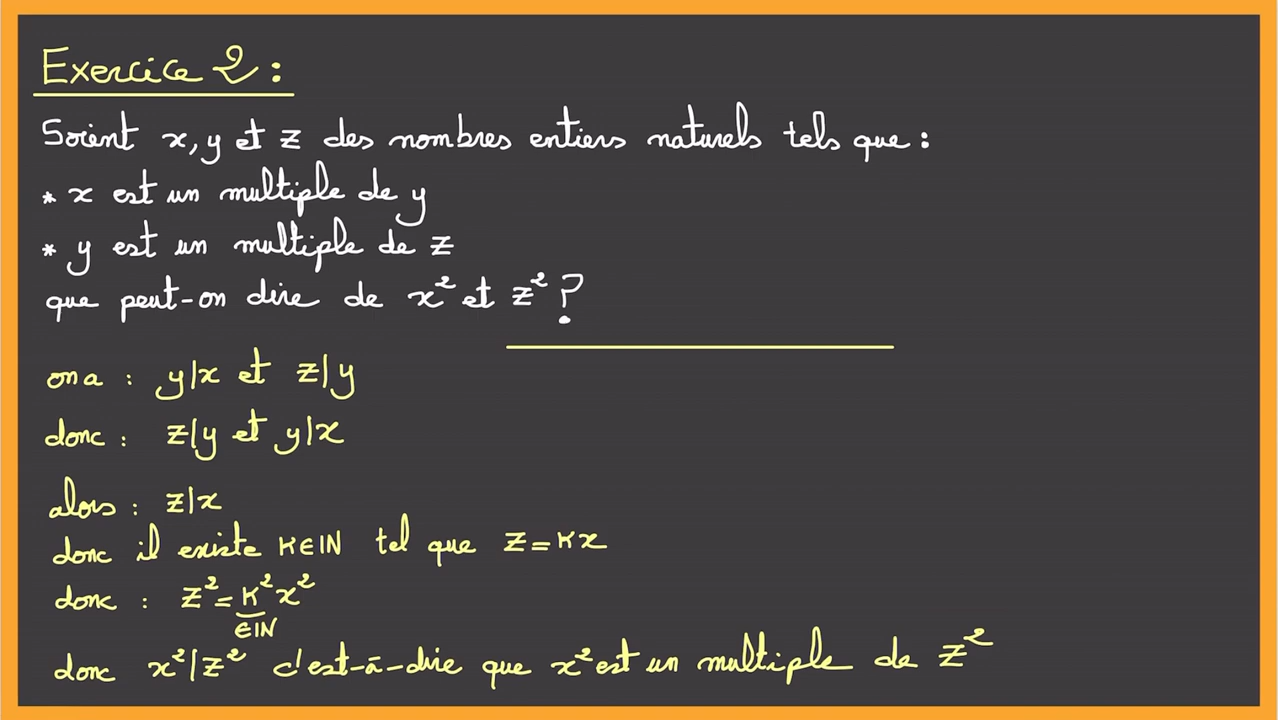 Exercice 2 :
Soient x, y et z des nombres entiers naturels tels que :
* x est un multiple de y
* y est un multiple de z
que peut-on dire de x² et z² ?
on a : y|x et z|y
donc : z|y et y|x
alors : z|x
donc il existe K∈IN tel que z=Kx
donc : z²=K²x²
∈IN
donc x²|z² c'est-à-dire que x² est un multiple de z²